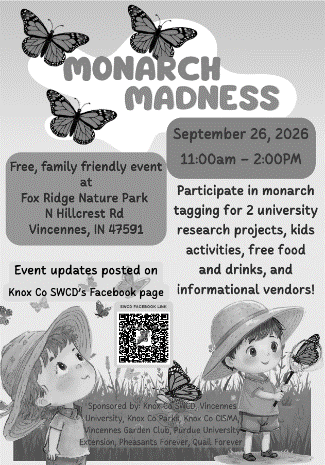 MONARCH
MADNESS
September 26, 2026
11:00am – 2:00PM
Free, family friendly event
at
Fox Ridge Nature Park
N Hillcrest Rd
Vincennes, IN 47591
Participate in monarch
tagging for 2 university
research projects, kids
activities, free food
and drinks, and
informational vendors!
Event updates posted on
Knox Co SWCD's Facebook page
SWCD FACEBOOK LINK
Sponsored by: Knox Co SWCD, Vincennes
University, Knox Co Parks, Knox Co CISMA,
Vincennes Garden Club, Purdue University
Extension, Pheasants Forever, Quail Forever